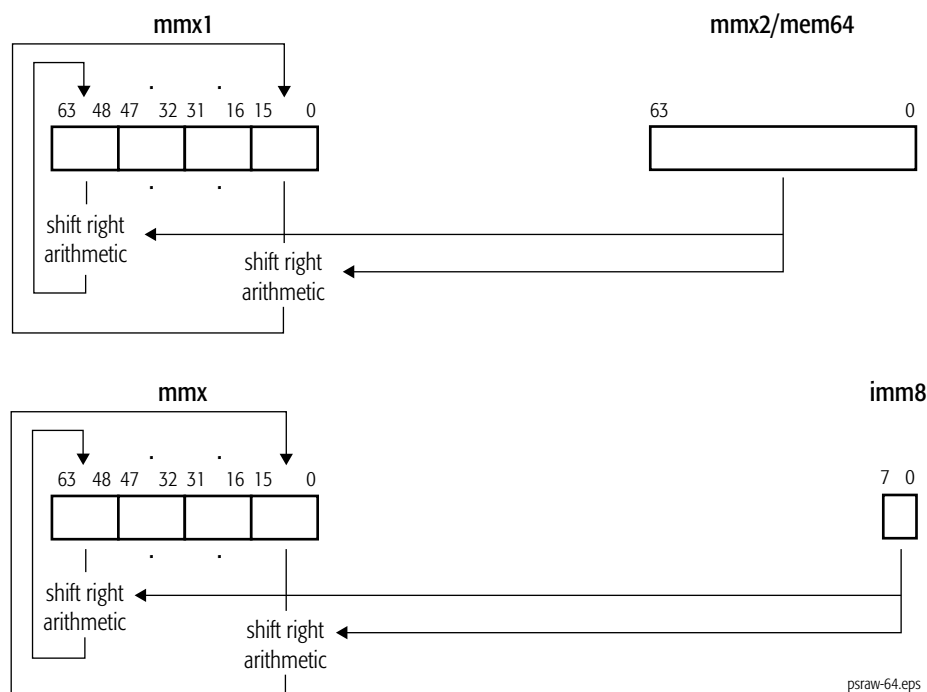 mmx1
mmx2/mem64
. .
63 48 47 32 31 16 15 0
63 0
. .
shift right
arithmetic
shift right
arithmetic
mmx
imm8
. .
63 48 47 32 31 16 15 0
7 0
. .
shift right
arithmetic
shift right
arithmetic
psraw-64.eps